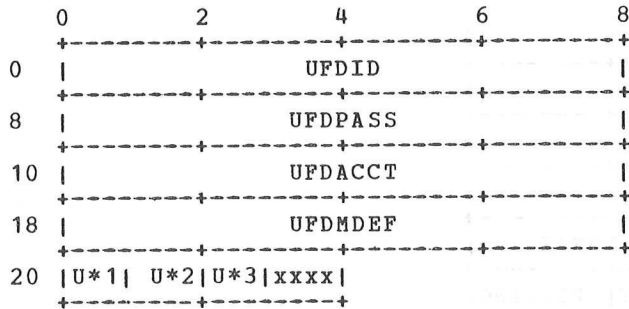 0 2 4 6 8
+-------+-------+-------+-------+
0 | UFDID |
+-------+-------+-------+-------+
8 | UFDPASS |
+-------+-------+-------+-------+
10 | UFDACCT |
+-------+-------+-------+-------+
18 | UFDMDEF |
+-------+-------+-------+-------+
20 |U*1| U*2|U*3|xxxx|
+-------+-------+